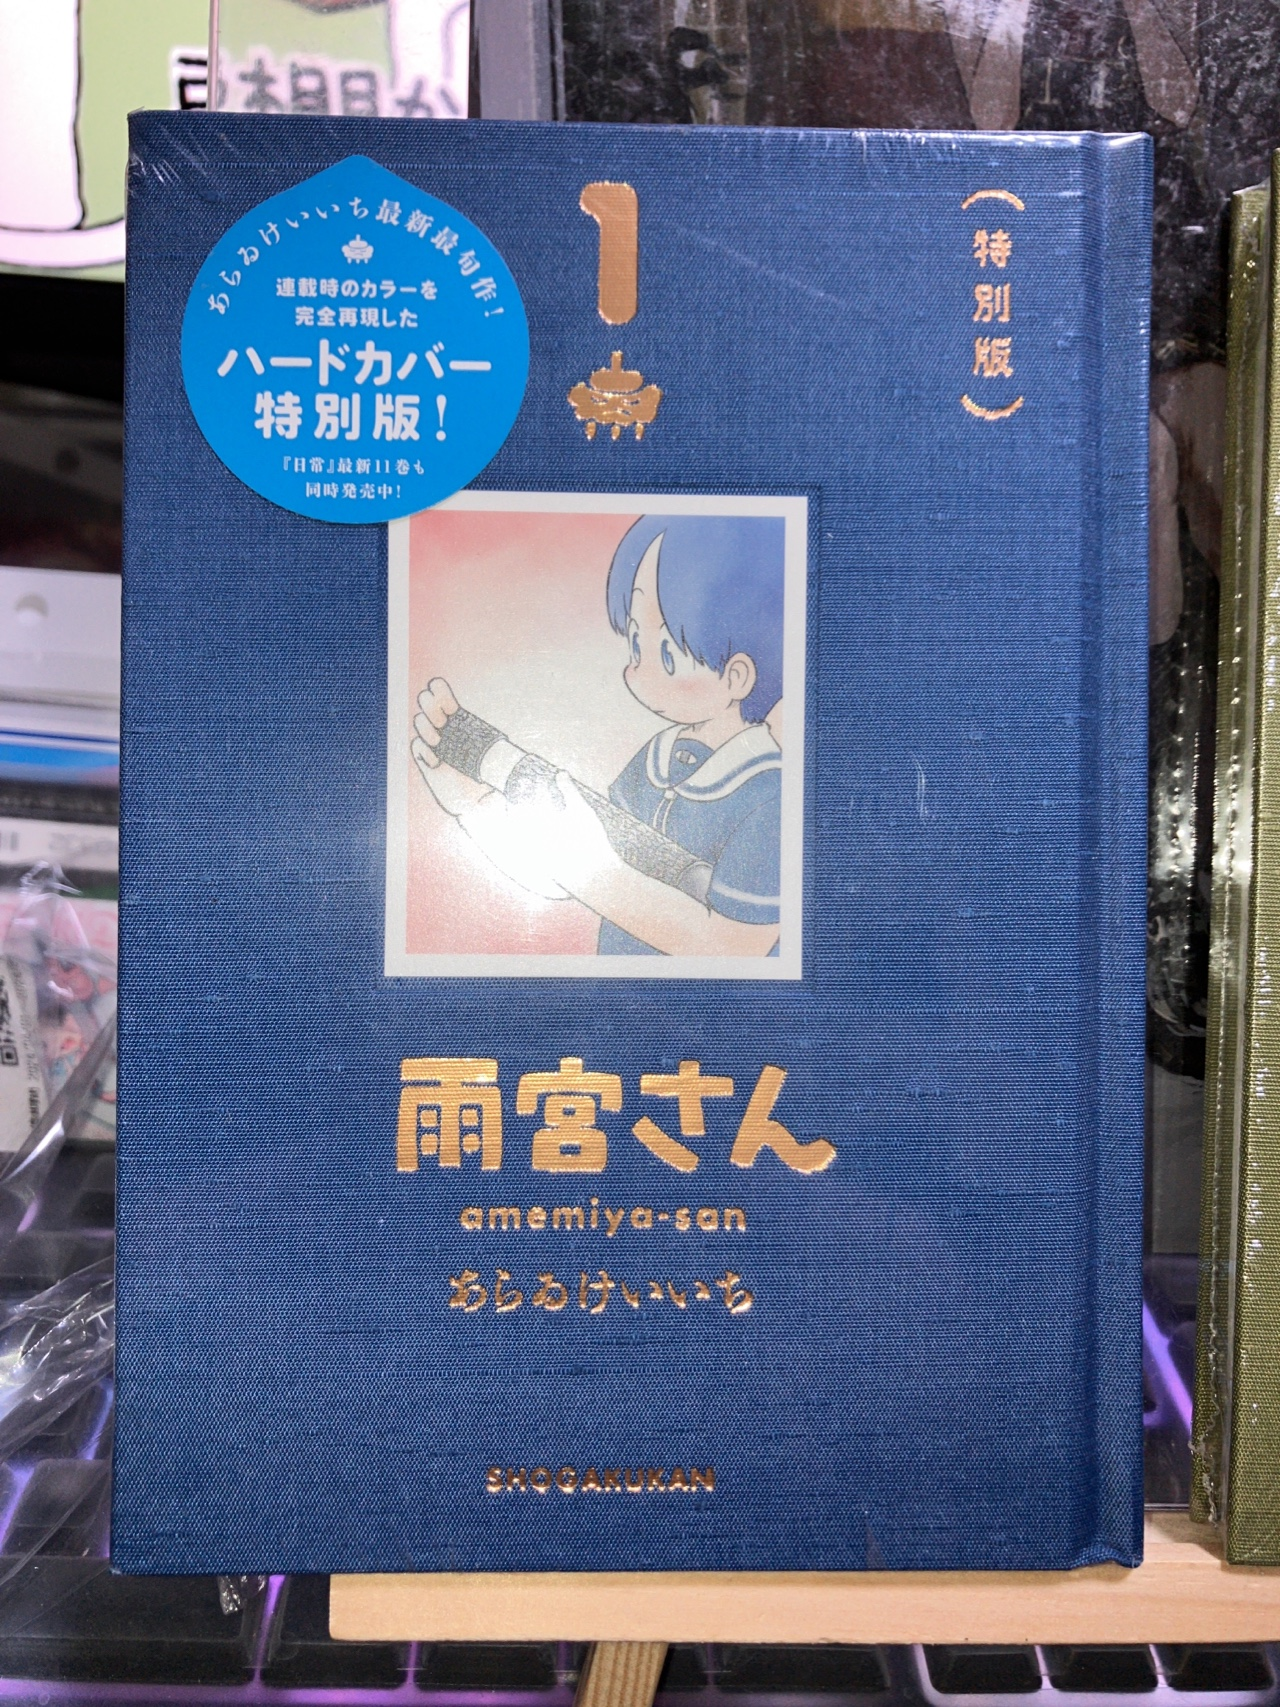 あらゐけいいち最新最旬作!
連載時のカラーを
完全再現した
ハードカバー
特別版!
『日常』最新11巻も
同時発売中!
1
(特別版)
雨宮さん
amemiya-san
あらゐけいいち
SHOGAKUKAN